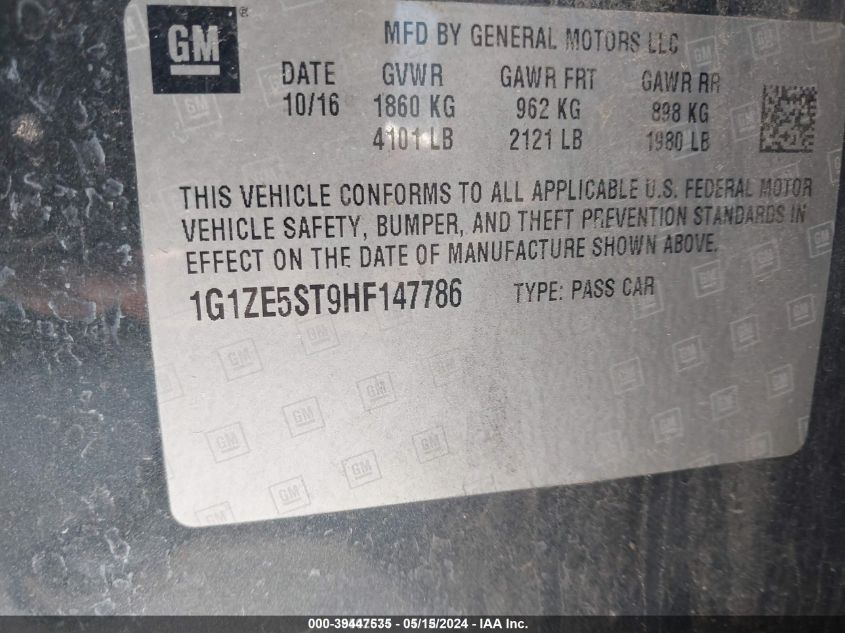 GM ®
MFD BY GENERAL MOTORS LLC
DATE GVWR GAWR FRT GAWR RR
10/16 1860 KG 962 KG 898 KG
4101 LB 2121 LB 1980 LB
THIS VEHICLE CONFORMS TO ALL APPLICABLE U.S. FEDERAL MOTOR
VEHICLE SAFETY, BUMPER, AND THEFT PREVENTION STANDARDS IN
EFFECT ON THE DATE OF MANUFACTURE SHOWN ABOVE.
1G1ZE5ST9HF147786 TYPE: PASS CAR
000-39447535 - 05/15/2024 - IAA Inc.